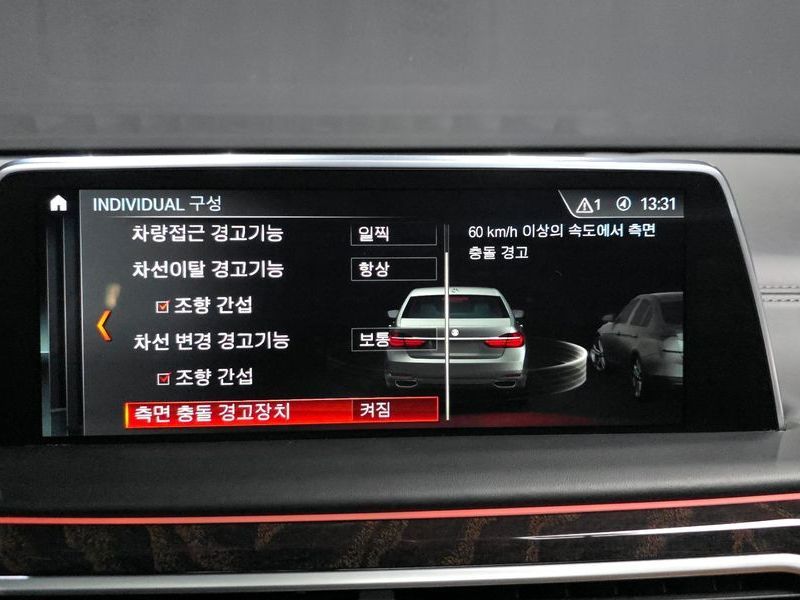 INDIVIDUAL 구성
1 13:31
차량접근 경고기능 일찍
차선이탈 경고기능 항상
조향 간섭
차선 변경 경고기능 보통
조향 간섭
측면 충돌 경고장치 켜짐
60 km/h 이상의 속도에서 측면
충돌 경고